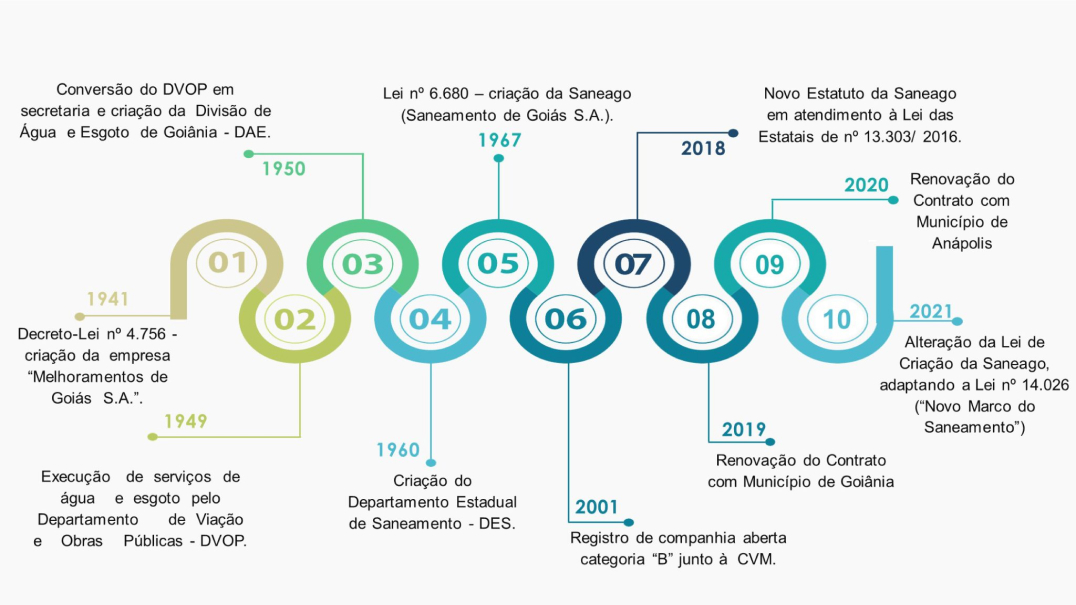 01
1941
Decreto-Lei nº 4.756 -
criação da empresa
“Melhoramentos de
Goiás S.A.”.
02
1949
Execução de serviços de
água e esgoto pelo
Departamento de Viação
e Obras Públicas - DVOP.
03
Conversão do DVOP em
secretaria e criação da Divisão de
Água e Esgoto de Goiânia - DAE.
1950
04
1960
Criação do
Departamento Estadual
de Saneamento - DES.
05
Lei nº 6.680 – criação da Saneago
(Saneamento de Goiás S.A.).
1967
06
2001
Registro de companhia aberta
categoria “B” junto à CVM.
07
Novo Estatuto da Saneago
em atendimento à Lei das
Estatais de nº 13.303/ 2016.
2018
08
2019
Renovação do Contrato
com Município de Goiânia
09
2020
Renovação do
Contrato com
Município de
Anápolis
10
2021
Alteração da Lei de
Criação da Saneago,
adaptando a Lei nº 14.026
(“Novo Marco do
Saneamento”)